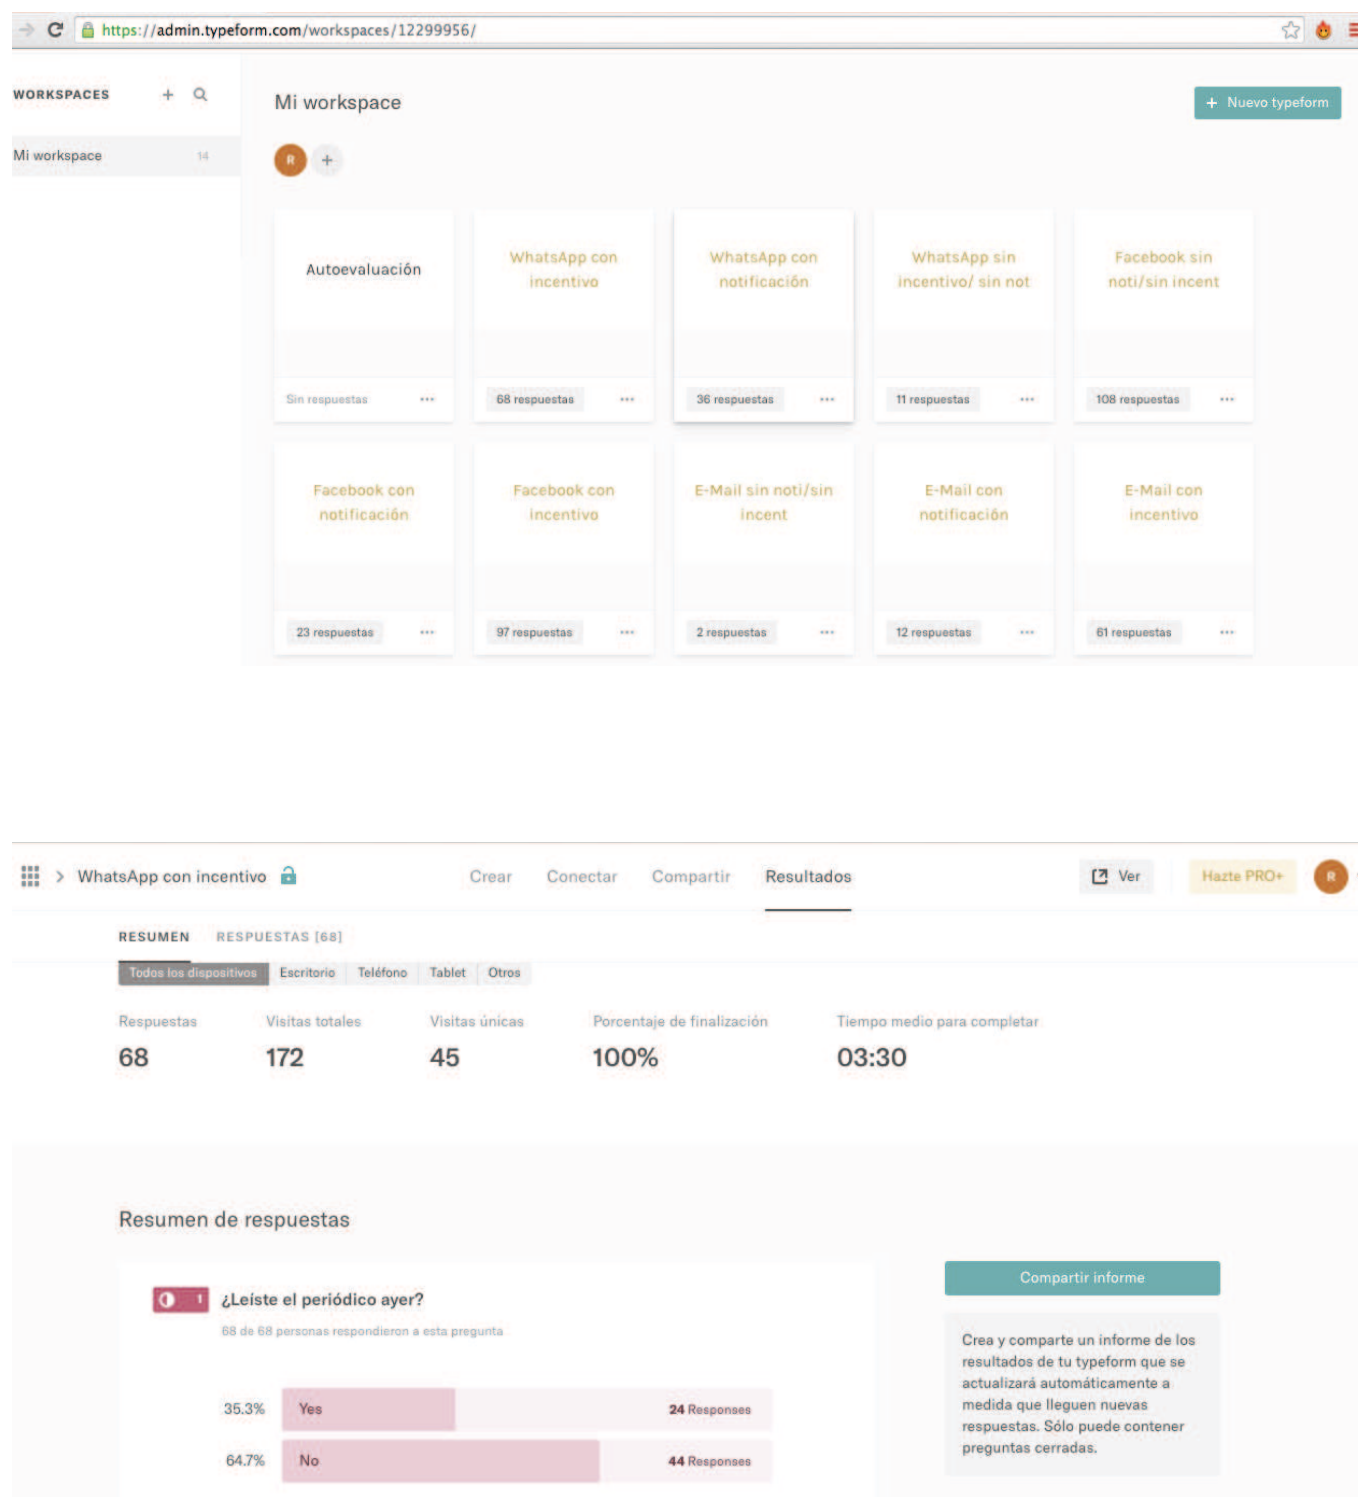 https://admin.typeform.com/workspaces/12299956/
WORKSPACES +
Mi workspace 14
Mi workspace
+ Nuevo typeform
R +
Autoevaluación
Sin respuestas ...
WhatsApp con
incentivo
68 respuestas ...
WhatsApp con
notificación
36 respuestas ...
WhatsApp sin
incentivo/ sin not
11 respuestas ...
Facebook sin
noti/sin incent
108 respuestas ...
Facebook con
notificación
23 respuestas ...
Facebook con
incentivo
97 respuestas ...
E-Mail sin noti/sin
incent
2 respuestas ...
E-Mail con
notificación
12 respuestas ...
E-Mail con
incentivo
61 respuestas ...
> WhatsApp con incentivo
Crear Conectar Compartir Resultados
Ver Hazte PRO+ R
RESUMEN RESPUESTAS [68]
Todos los dispositivos Escritorio Teléfono Tablet Otros
Respuestas Visitas totales Visitas únicas Porcentaje de finalización Tiempo medio para completar
68 172 45 100% 03:30
Resumen de respuestas
1 ¿Leíste el periódico ayer?
68 de 68 personas respondieron a esta pregunta
35.3% Yes 24 Responses
64.7% No 44 Responses
Compartir informe
Crea y comparte un informe de los
resultados de tu typeform que se
actualizará automáticamente a
medida que lleguen nuevas
respuestas. Sólo puede contener
preguntas cerradas.